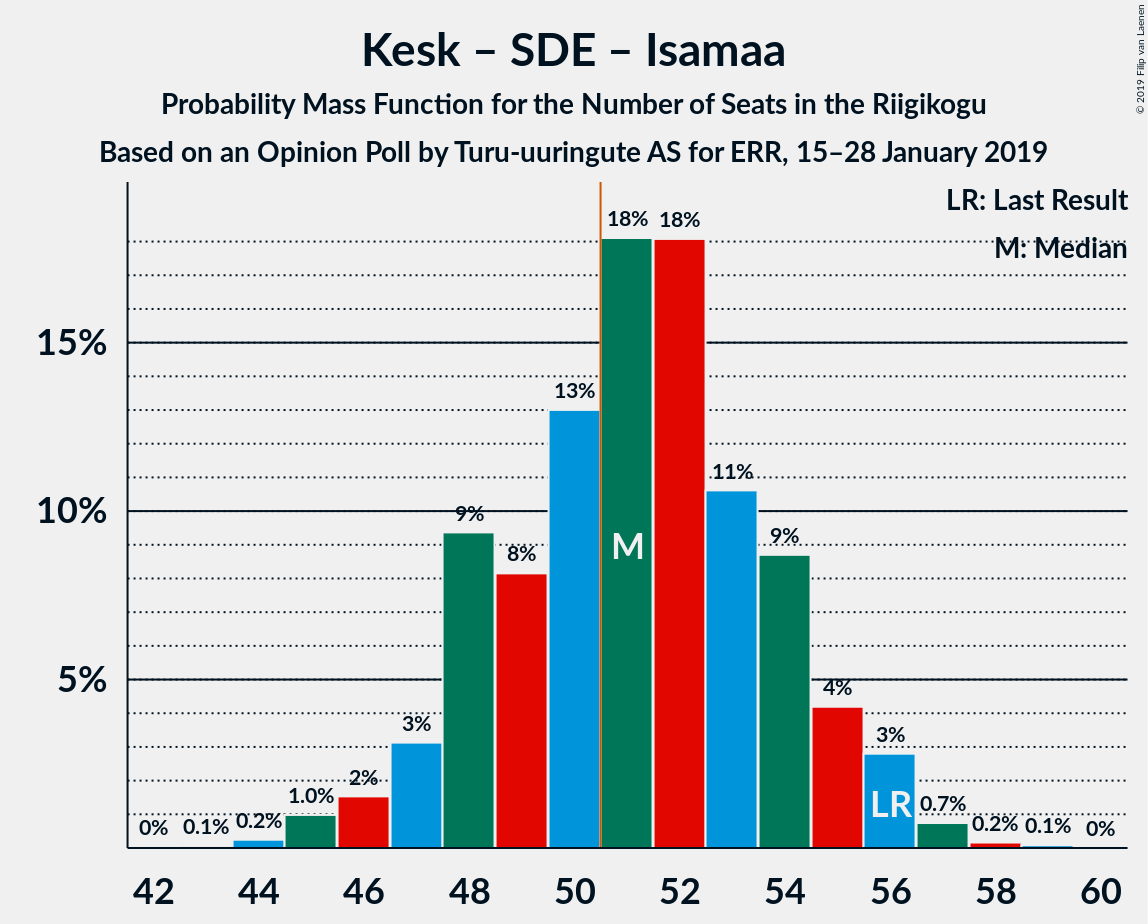 Kesk – SDE – Isamaa
Probability Mass Function for the Number of Seats in the Riigikogu
Based on an Opinion Poll by Turu-uuringute AS for ERR, 15–28 January 2019
© 2019 Filip van Laenen
LR: Last Result
M: Median
15%
10%
5%
0%
0.1%
0.2%
1.0%
2%
3%
9%
8%
13%
18%
18%
11%
9%
4%
3%
0.7%
0.2%
0.1%
0%
M
LR
42 44 46 48 50 52 54 56 58 60